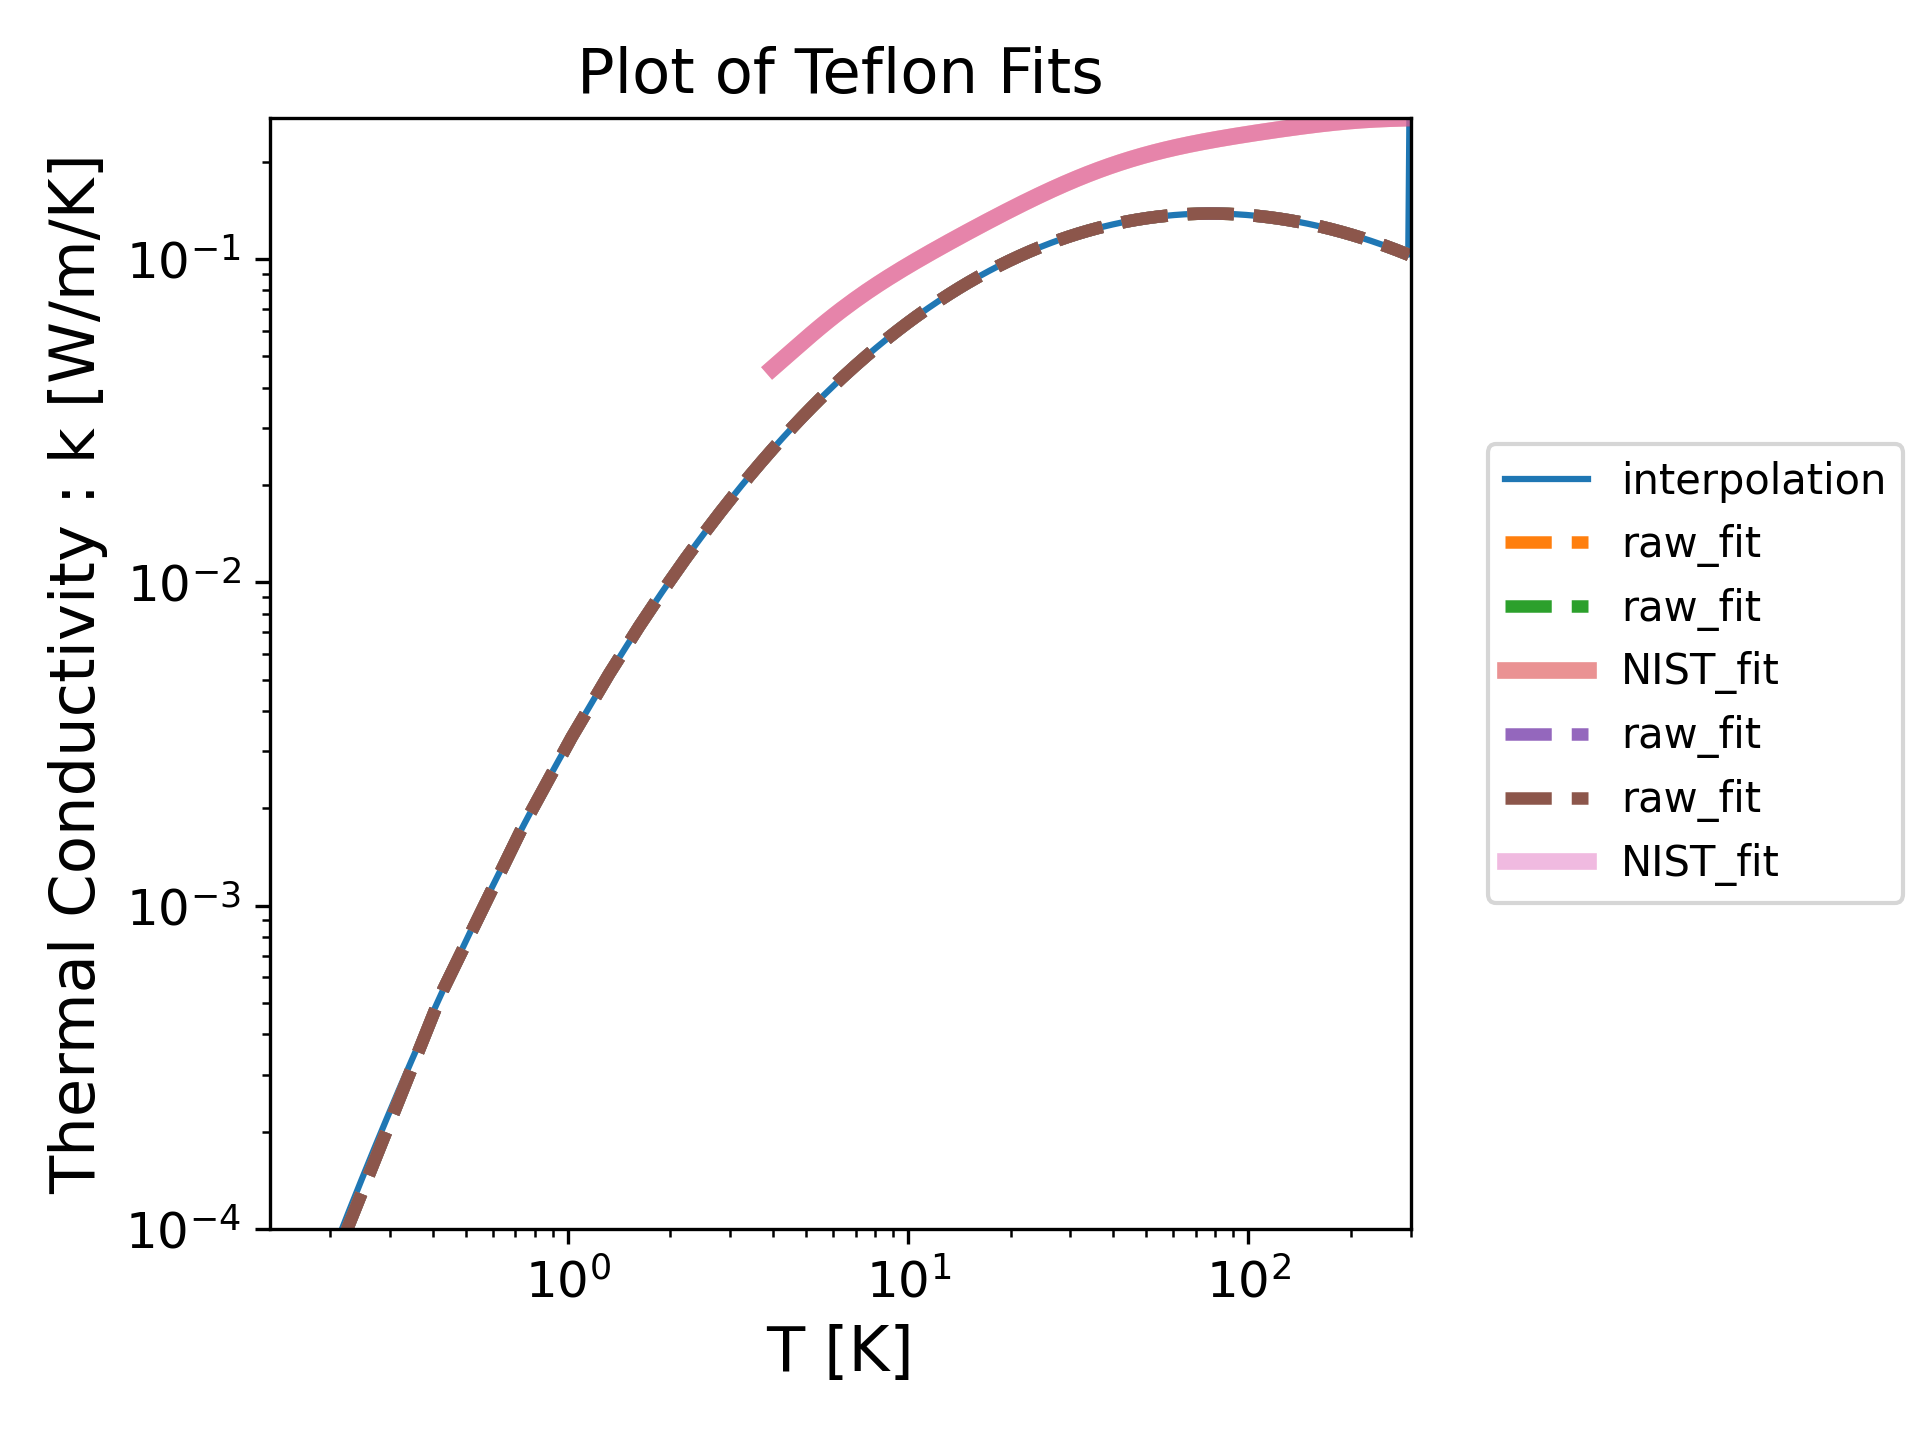 Plot of Teflon Fits
Thermal Conductivity : k [W/m/K]
10⁻¹
10⁻²
10⁻³
10⁻⁴
10⁰
10¹
10²
T [K]
interpolation
raw_fit
raw_fit
NIST_fit
raw_fit
raw_fit
NIST_fit